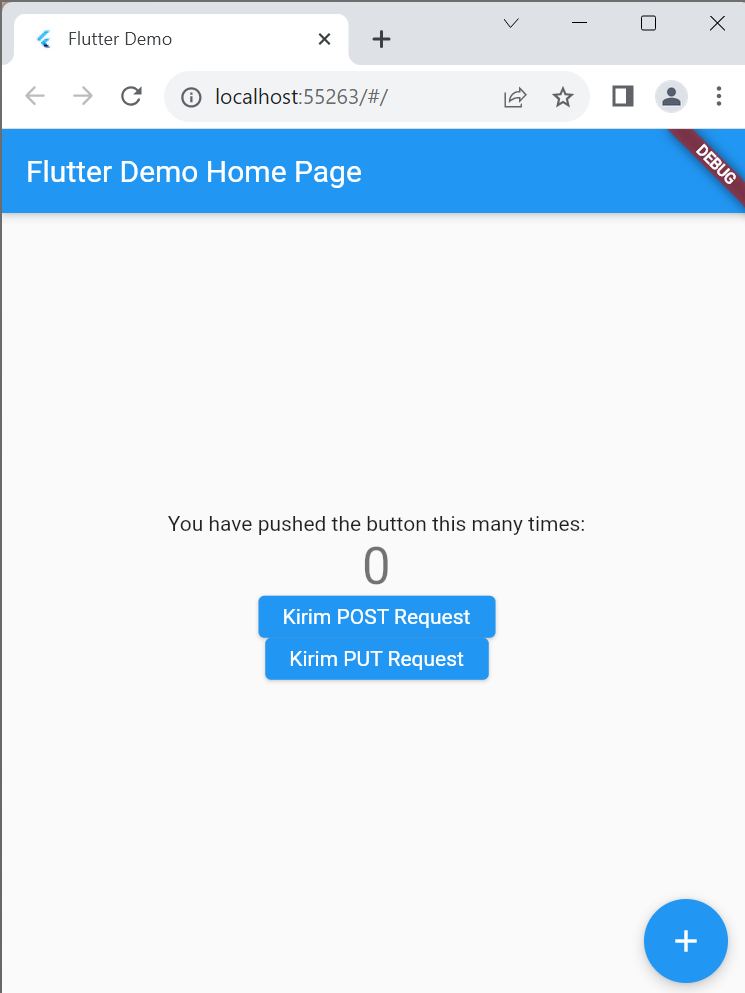 Flutter Demo
localhost:55263/#/
Flutter Demo Home Page
DEBUG
You have pushed the button this many times:
0
Kirim POST Request
Kirim PUT Request